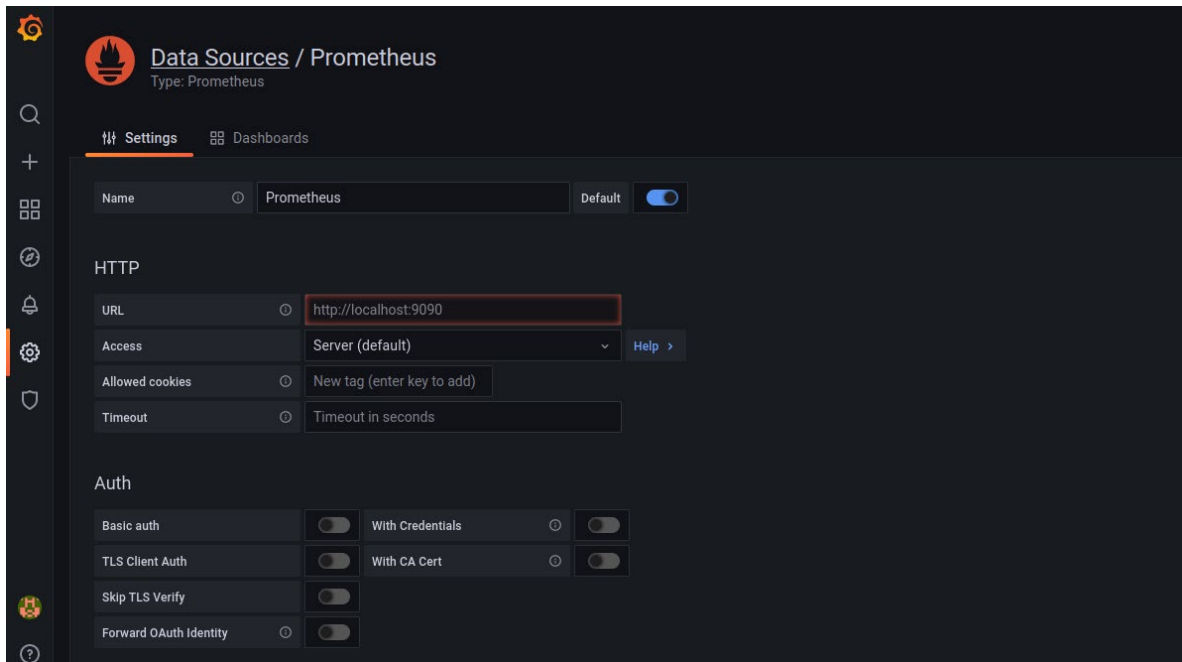 Data Sources / Prometheus
Type: Prometheus
Settings Dashboards
Name Prometheus Default
HTTP
URL http://localhost:9090
Access Server (default) Help >
Allowed cookies New tag (enter key to add)
Timeout Timeout in seconds
Auth
Basic auth With Credentials
TLS Client Auth With CA Cert
Skip TLS Verify
Forward OAuth Identity